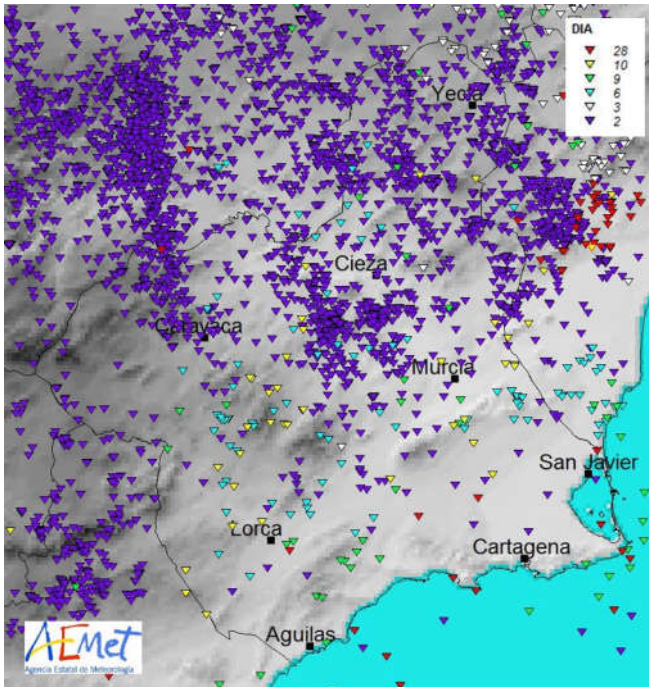 DIA
28
10
9
6
3
2
Yecla
Cieza
Caravaca
Murcia
San Javier
Lorca
Cartagena
Aguilas
AEMet
Agencia Estatal de Meteorología